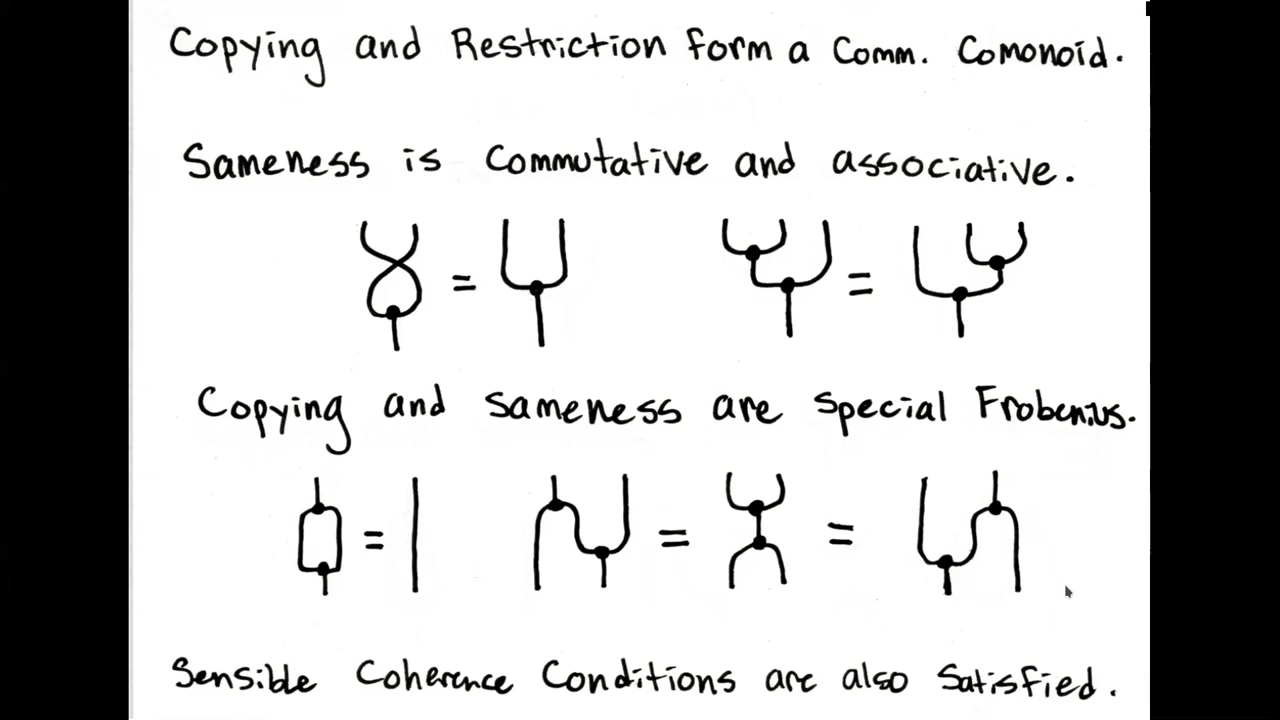 Copying and Restriction form a Comm. Comonoid.
Sameness is Commutative and associative.
= =
Copying and sameness are special Frobenius.
= = =
Sensible Coherence Conditions are also Satisfied.